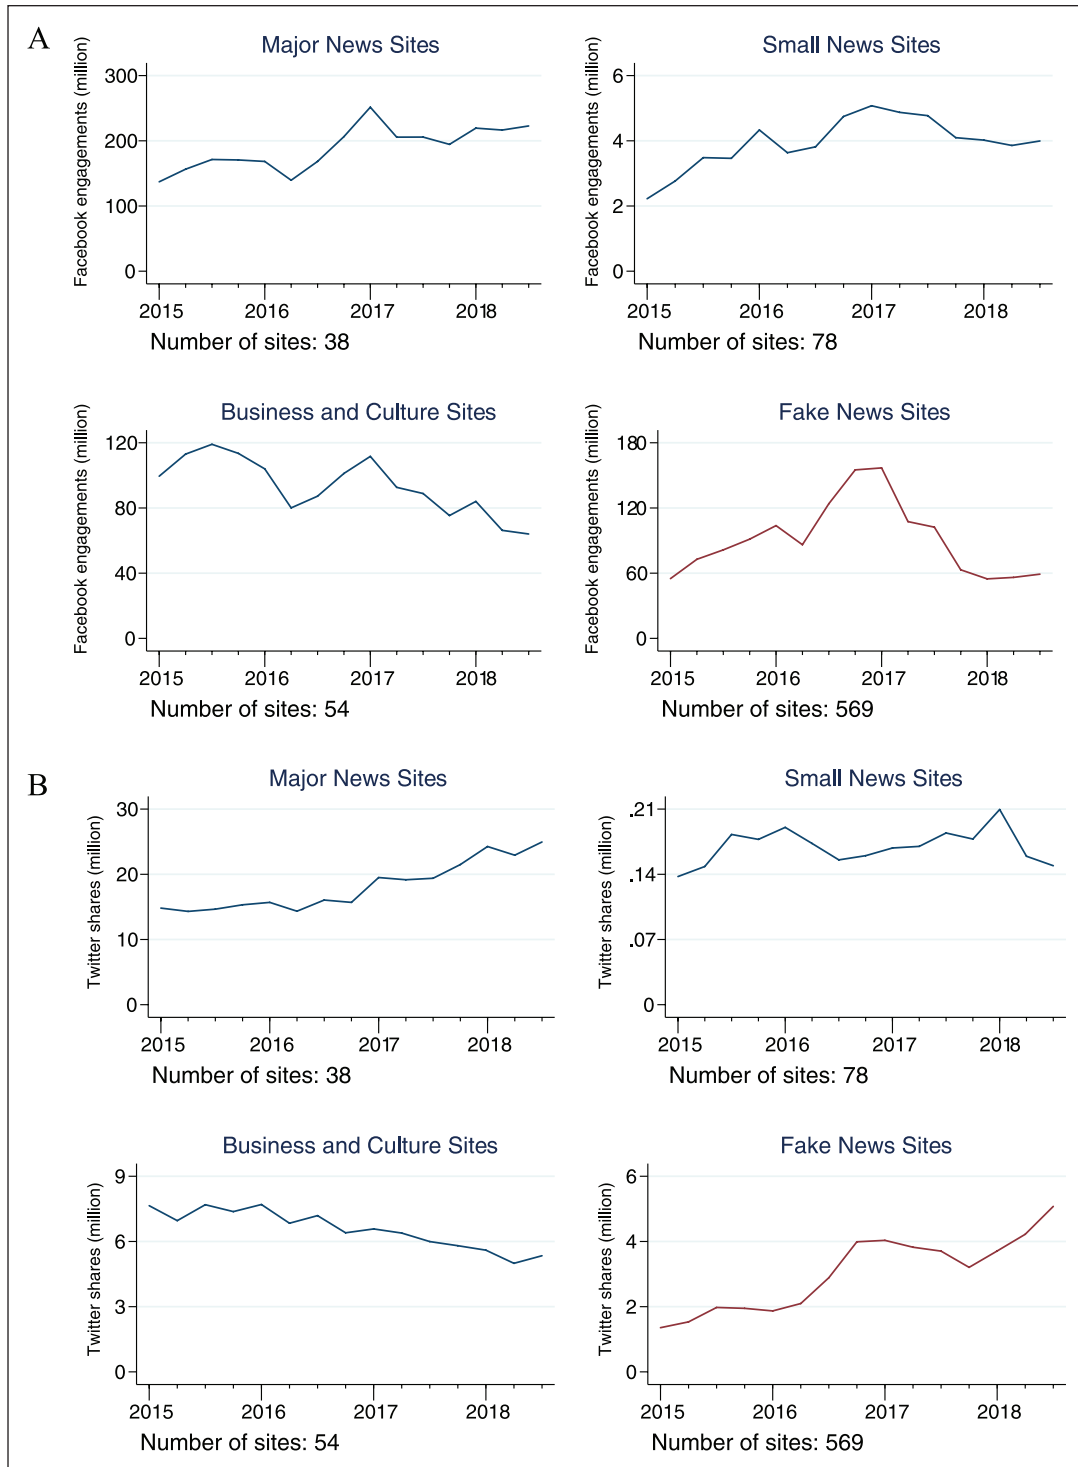 A
Major News Sites
Facebook engagements (million)
300
200
100
0
2015 2016 2017 2018
Number of sites: 38
Small News Sites
Facebook engagements (million)
6
4
2
0
2015 2016 2017 2018
Number of sites: 78
Business and Culture Sites
Facebook engagements (million)
120
80
40
0
2015 2016 2017 2018
Number of sites: 54
Fake News Sites
Facebook engagements (million)
180
120
60
0
2015 2016 2017 2018
Number of sites: 569
B
Major News Sites
Twitter shares (million)
30
20
10
0
2015 2016 2017 2018
Number of sites: 38
Small News Sites
Twitter shares (million)
.21
.14
.07
0
2015 2016 2017 2018
Number of sites: 78
Business and Culture Sites
Twitter shares (million)
9
6
3
0
2015 2016 2017 2018
Number of sites: 54
Fake News Sites
Twitter shares (million)
6
4
2
0
2015 2016 2017 2018
Number of sites: 569